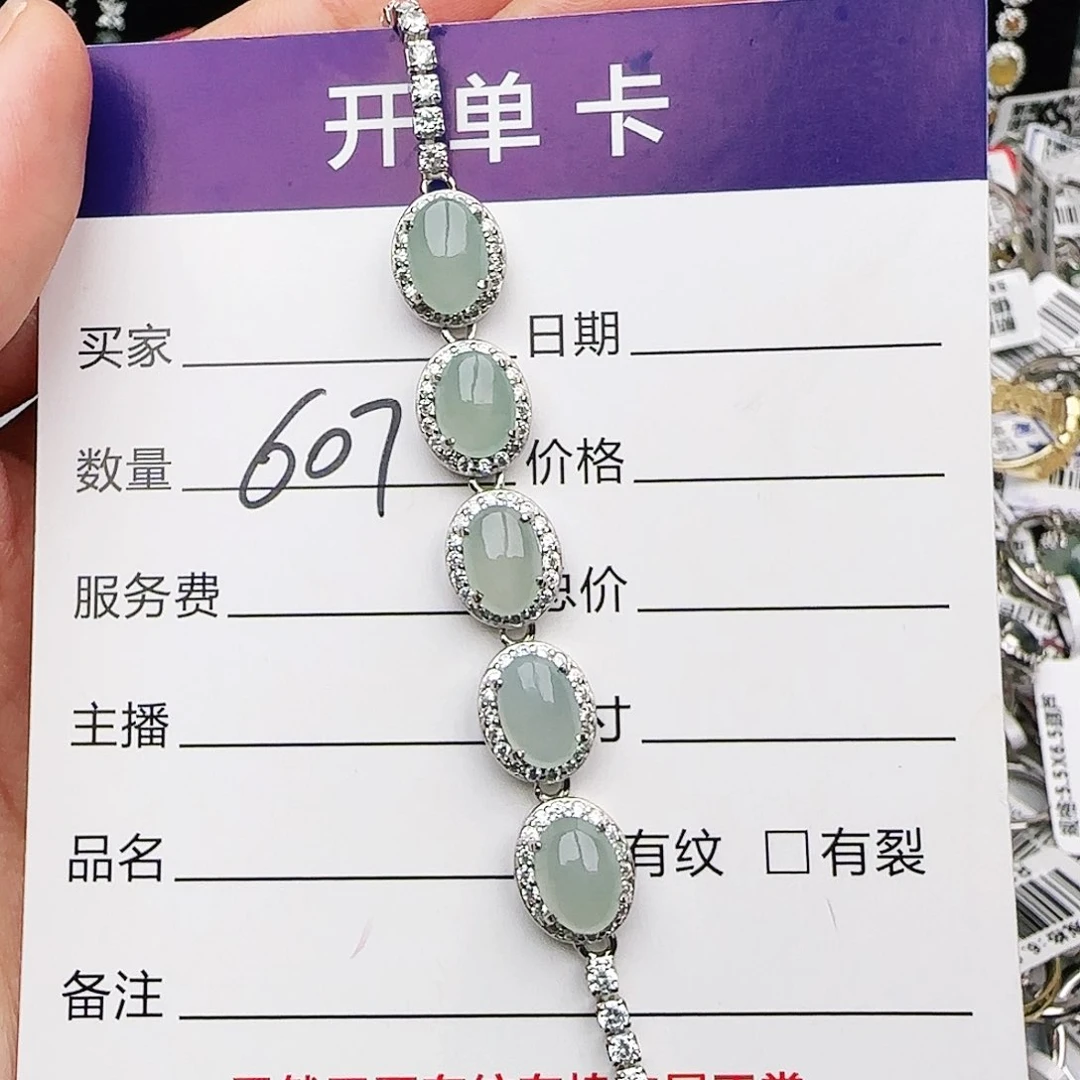 开单卡
买家 日期
数量 607 价格
服务费 总价
主播 寸
品名 有纹 □有裂
备注